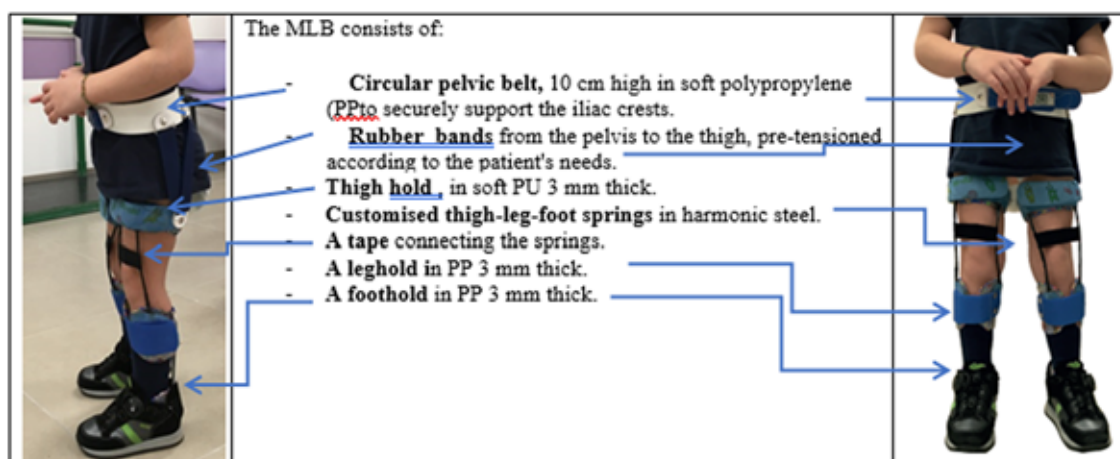 The MLB consists of:
- Circular pelvic belt, 10 cm high in soft polypropylene
(PPto securely support the iliac crests.
- Rubber bands from the pelvis to the thigh, pre-tensioned
according to the patient's needs.
- Thigh hold , in soft PU 3 mm thick.
- Customised thigh-leg-foot springs in harmonic steel.
- A tape connecting the springs.
- A leghold in PP 3 mm thick.
- A foothold in PP 3 mm thick.